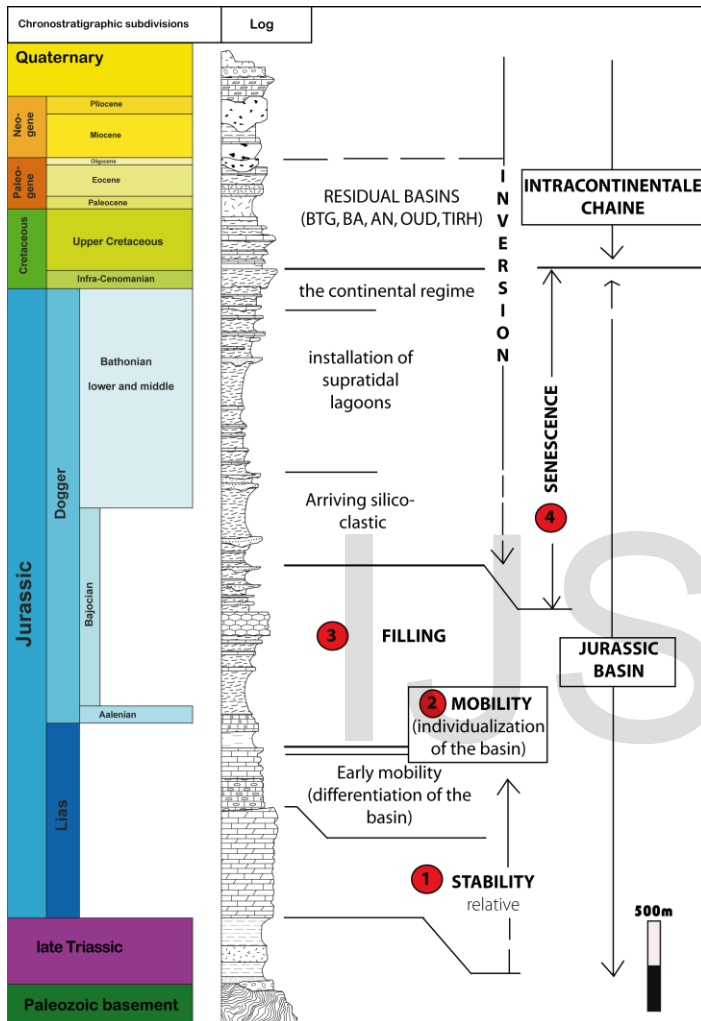 Chronostratigraphic subdivisions
Log
Quaternary
Neo-
gene
Pliocene
Miocene
Paleo-
gene
Oligocene
Eocene
Paleocene
Cretaceous
Upper Cretaceous
Infra-Cenomanian
Jurassic
Dogger
Bathonian
lower and middle
Bajocian
Aalenian
Lias
late Triassic
Paleozoic basement
RESIDUAL BASINS
(BTG, BA, AN, OUD, TIRH)
the continental regime
installation of
supratidal
lagoons
Arriving silico-
clastic
3 FILLING
2 MOBILITY
(individualization
of the basin)
Early mobility
(differentiation of the
basin)
1 STABILITY
relative
INVERSION
INTRACONTINENTALE
CHAINE
SENESCENCE
4
JURASSIC
BASIN
500m
IJS